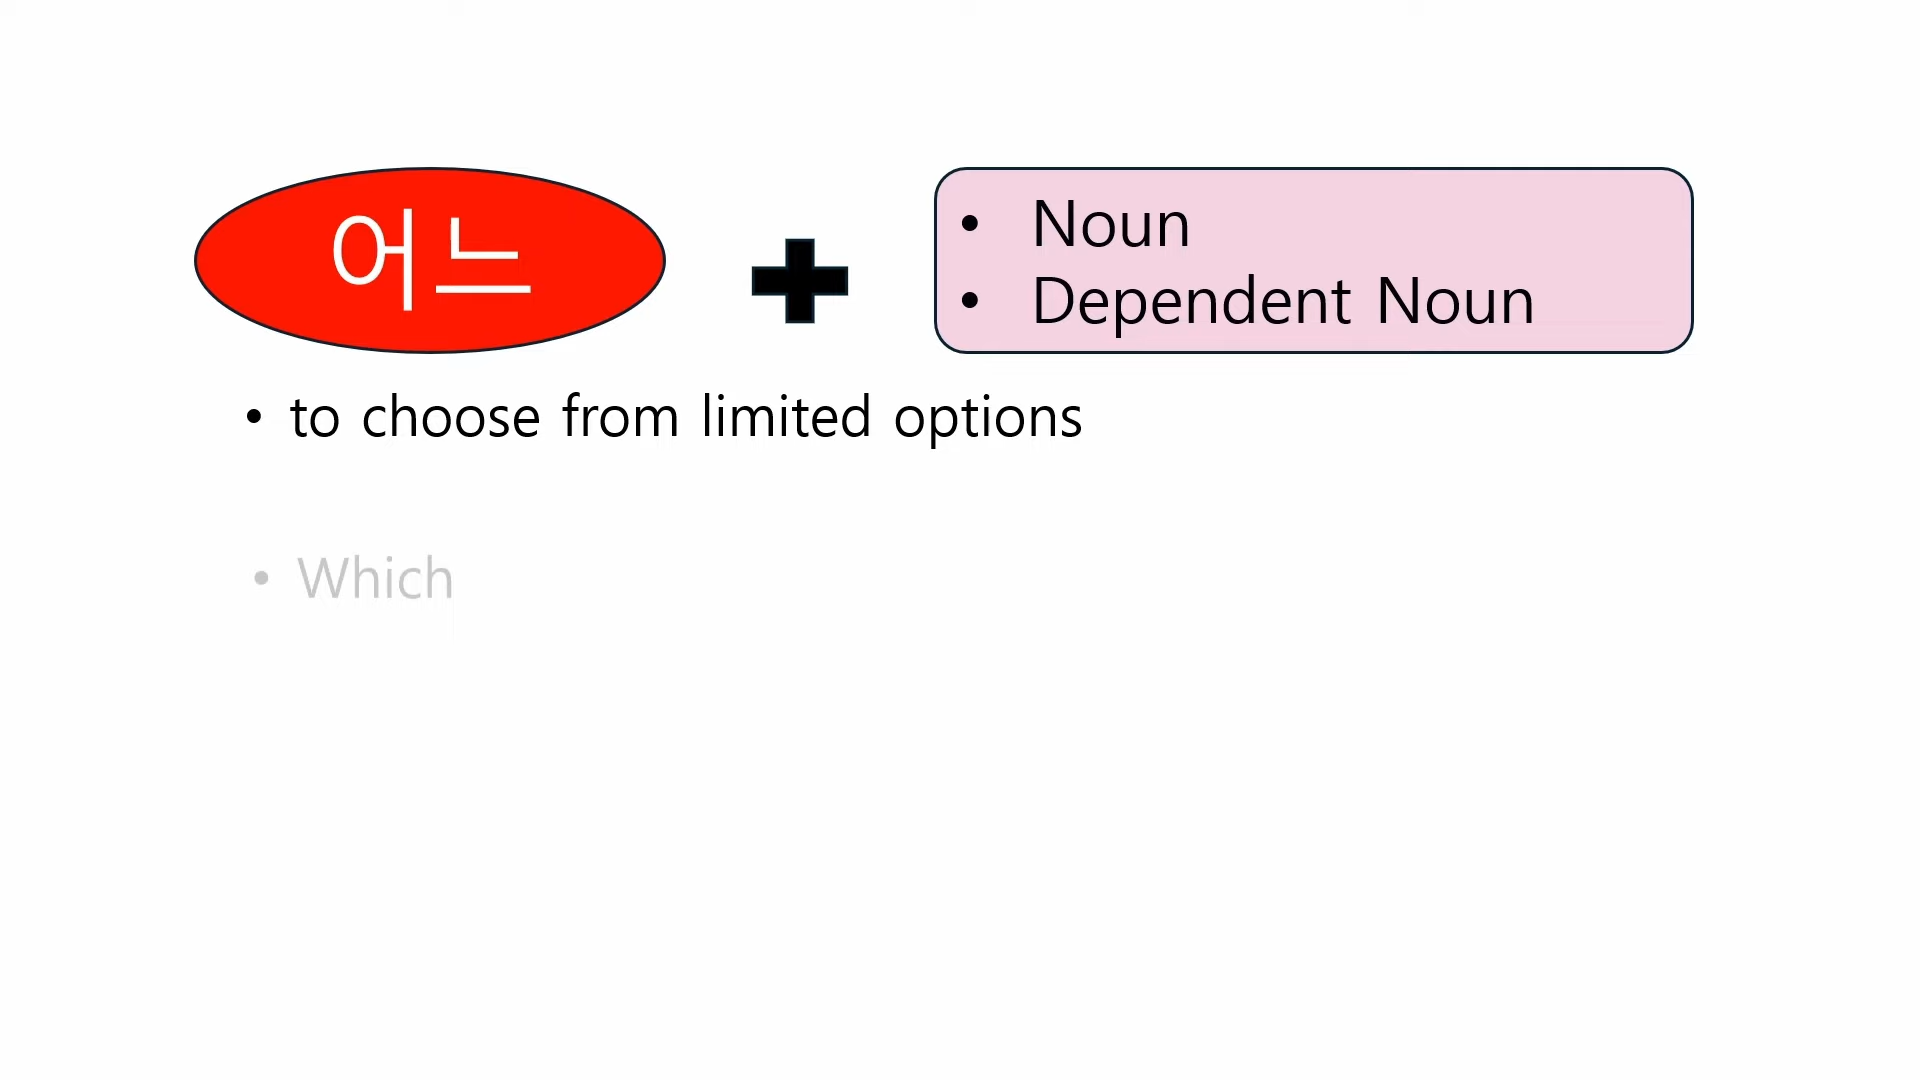 어느
• Noun
• Dependent Noun
• to choose from limited options
• Which